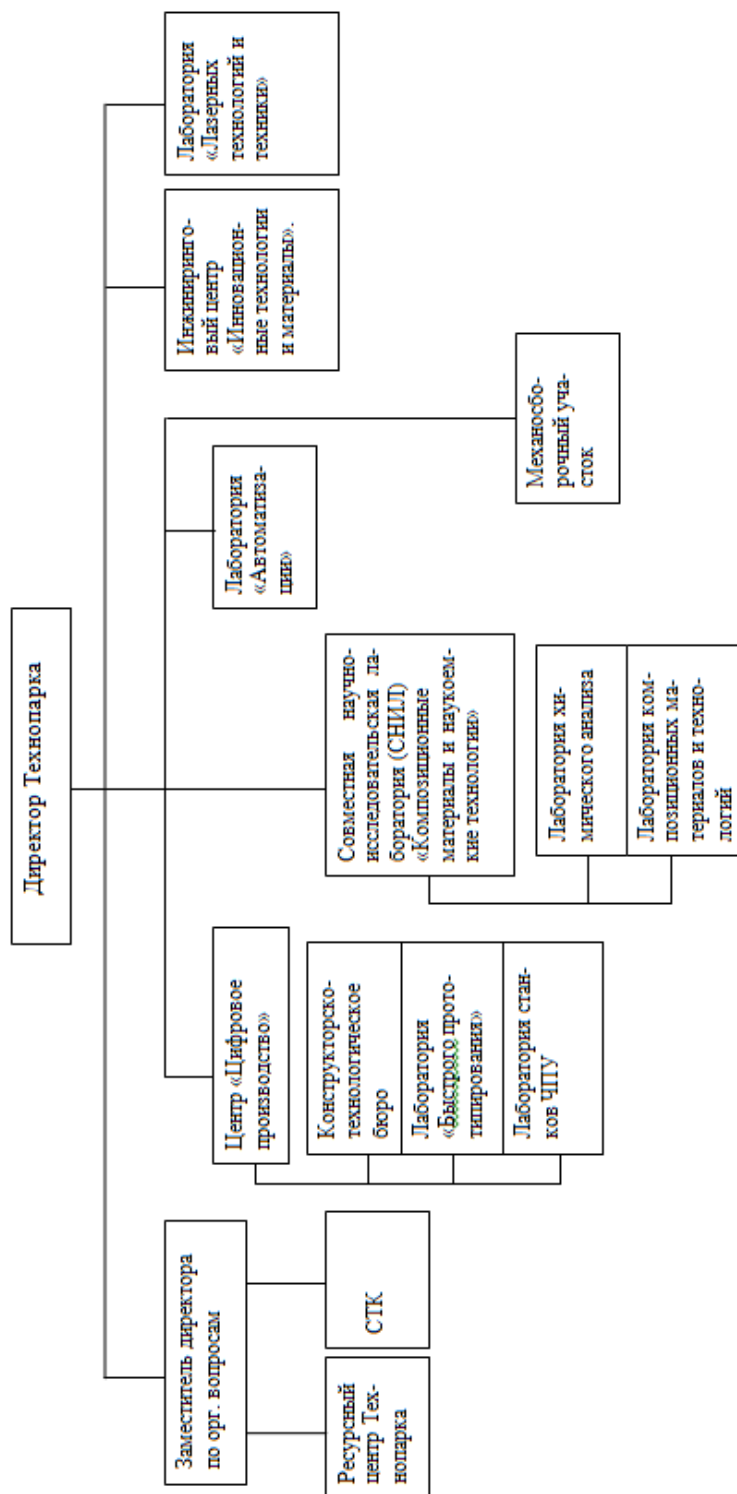 Директор Технопарка
Заместитель директора
по орг. вопросам
Ресурсный
центр Тех-
нопарка
СТК
Центр «Цифровое
производство»
Конструкторско-
технологическое
бюро
Лаборатория
«Быстрого прото-
типирования»
Лаборатория стан-
ков ЧПУ
Совместная научно-
исследовательская ла-
боратория (СНИЛ)
«Композиционные
материалы и наукоем-
кие технологии»
Лаборатория хи-
мического анализа
Лаборатория ком-
позиционных ма-
териалов и техно-
логий
Лаборатория
«Автоматиза-
ции»
Механосбо-
рочный уча-
сток
Инжиниринго-
вый центр
«Инновацион-
ные технологии
и материалы».
Лаборатория
«Лазерных
технологий и
техники»